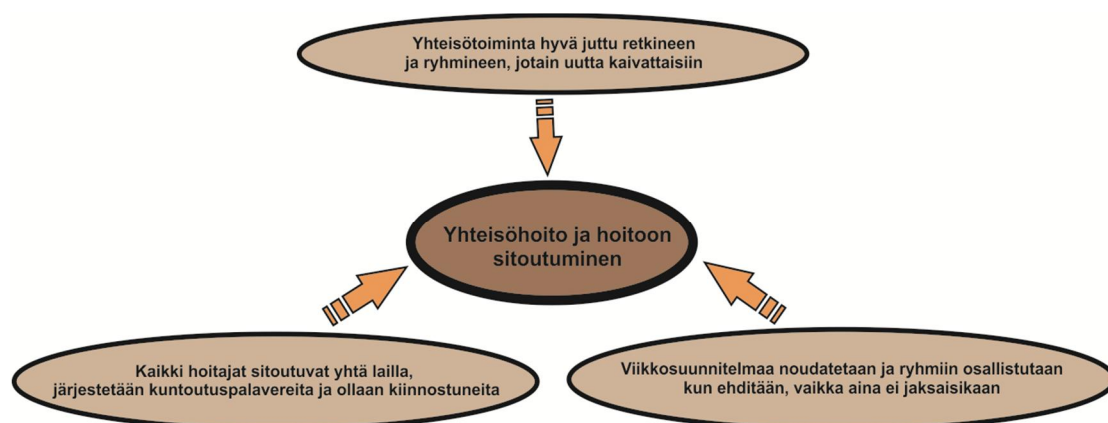 Yhteisötoiminta hyvä juttu retkineen
ja ryhmineen, jotain uutta kaivattaisiin
Yhteisöhoito ja hoitoon
sitoutuminen
Kaikki hoitajat sitoutuvat yhtä lailla,
järjestetään kuntoutuspalavereita ja ollaan kiinnostuneita
Viikkosuunnitelmaa noudatetaan ja ryhmiin osallistutaan
kun ehditään, vaikka aina ei jaksaisikaan